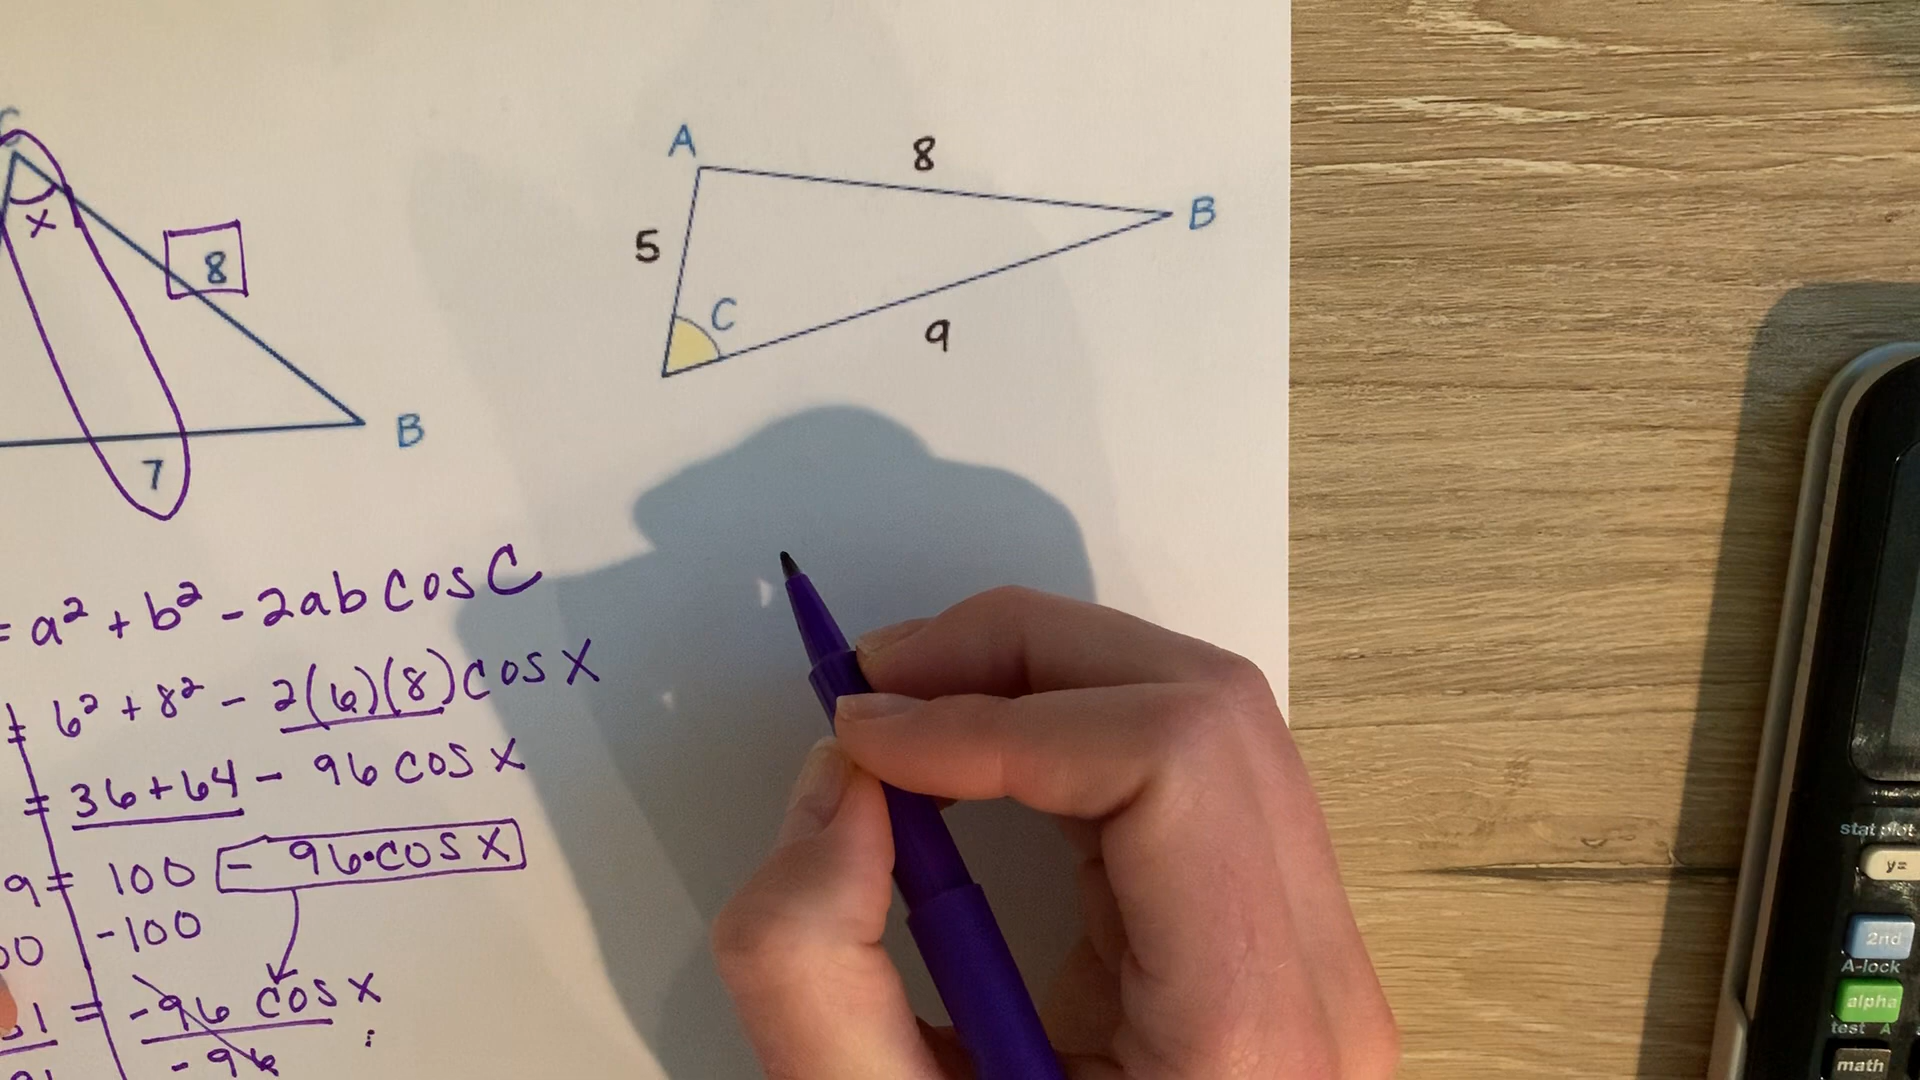 C
X
8
B
7
A
8
B
5
C
9
= a² + b² - 2ab cos C
= 6² + 8² - 2(6)(8) cos X
= 36 + 64 - 96 cos X
9 = 100 - 96•cos X
-100
= -96 cos X
-96
stat plot
y=
2nd
A-lock
alpha
test A
math